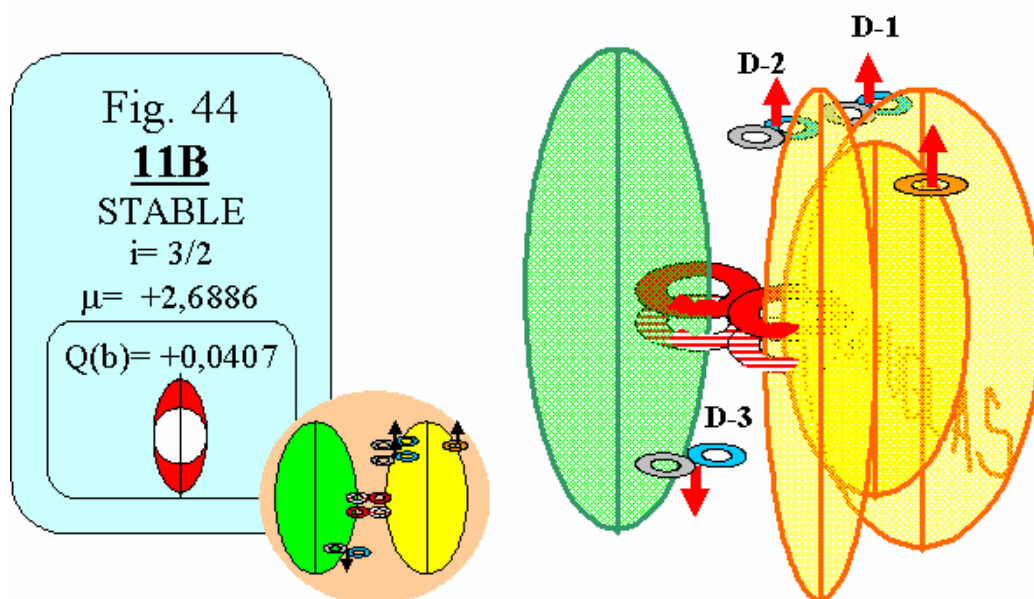 Fig. 44
11B
STABLE
i= 3/2
μ= +2,6886
Q(b)= +0,0407
D-1
D-2
D-3